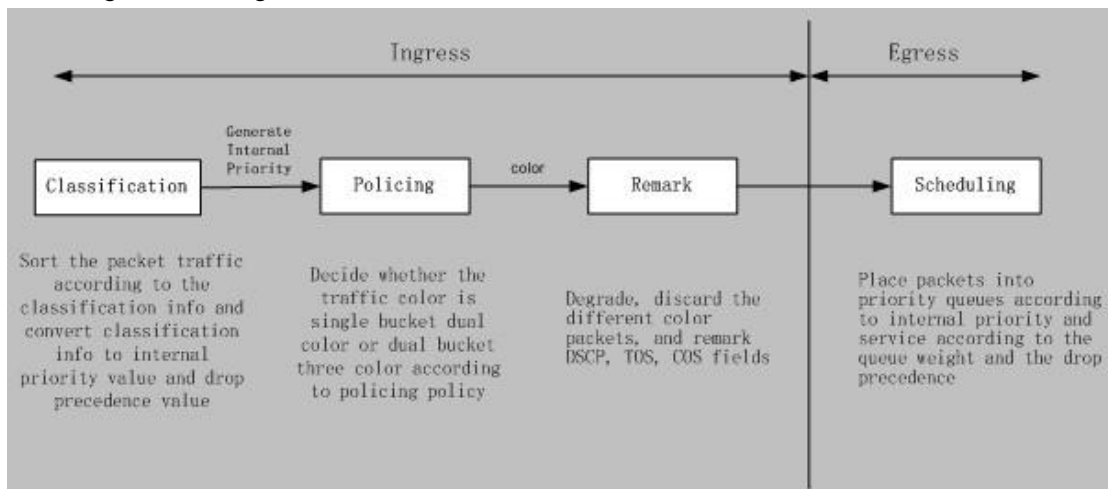 Ingress
Egress
Generate
Internal
Priority
color
Classification
Policing
Remark
Scheduling
Sort the packet traffic
according to the
classification info and
convert classification
info to internal
priority value and drop
precedence value
Decide whether the
traffic color is
single bucket dual
color or dual bucket
three color according
to policing policy
Degrade, discard the
different color
packets, and remark
DSCP, TOS, COS fields
Place packets into
priority queues according
to internal priority and
service according to the
queue weight and the drop
precedence